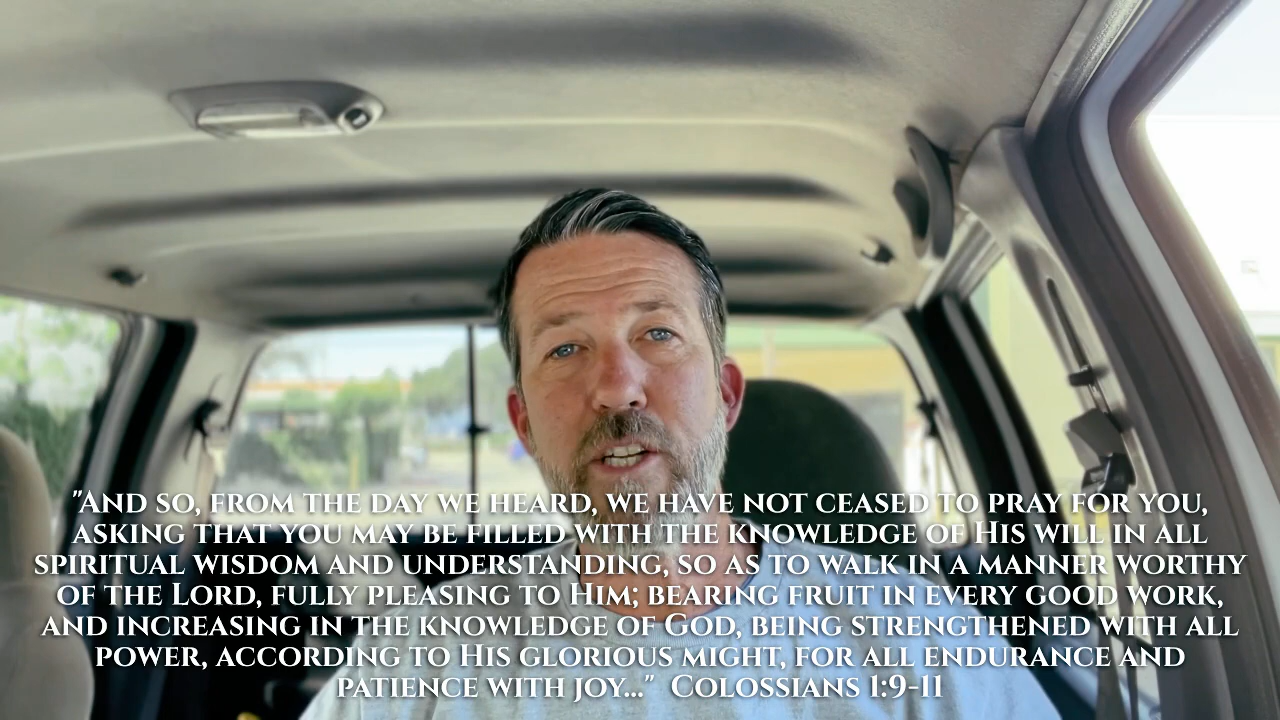 "And so, from the day we heard, we have not ceased to pray for you,
asking that you may be filled with the knowledge of His will in all
spiritual wisdom and understanding, so as to walk in a manner worthy
of the Lord, fully pleasing to Him; bearing fruit in every good work,
and increasing in the knowledge of God, being strengthened with all
power, according to His glorious might, for all endurance and
patience with joy..." Colossians 1:9-11